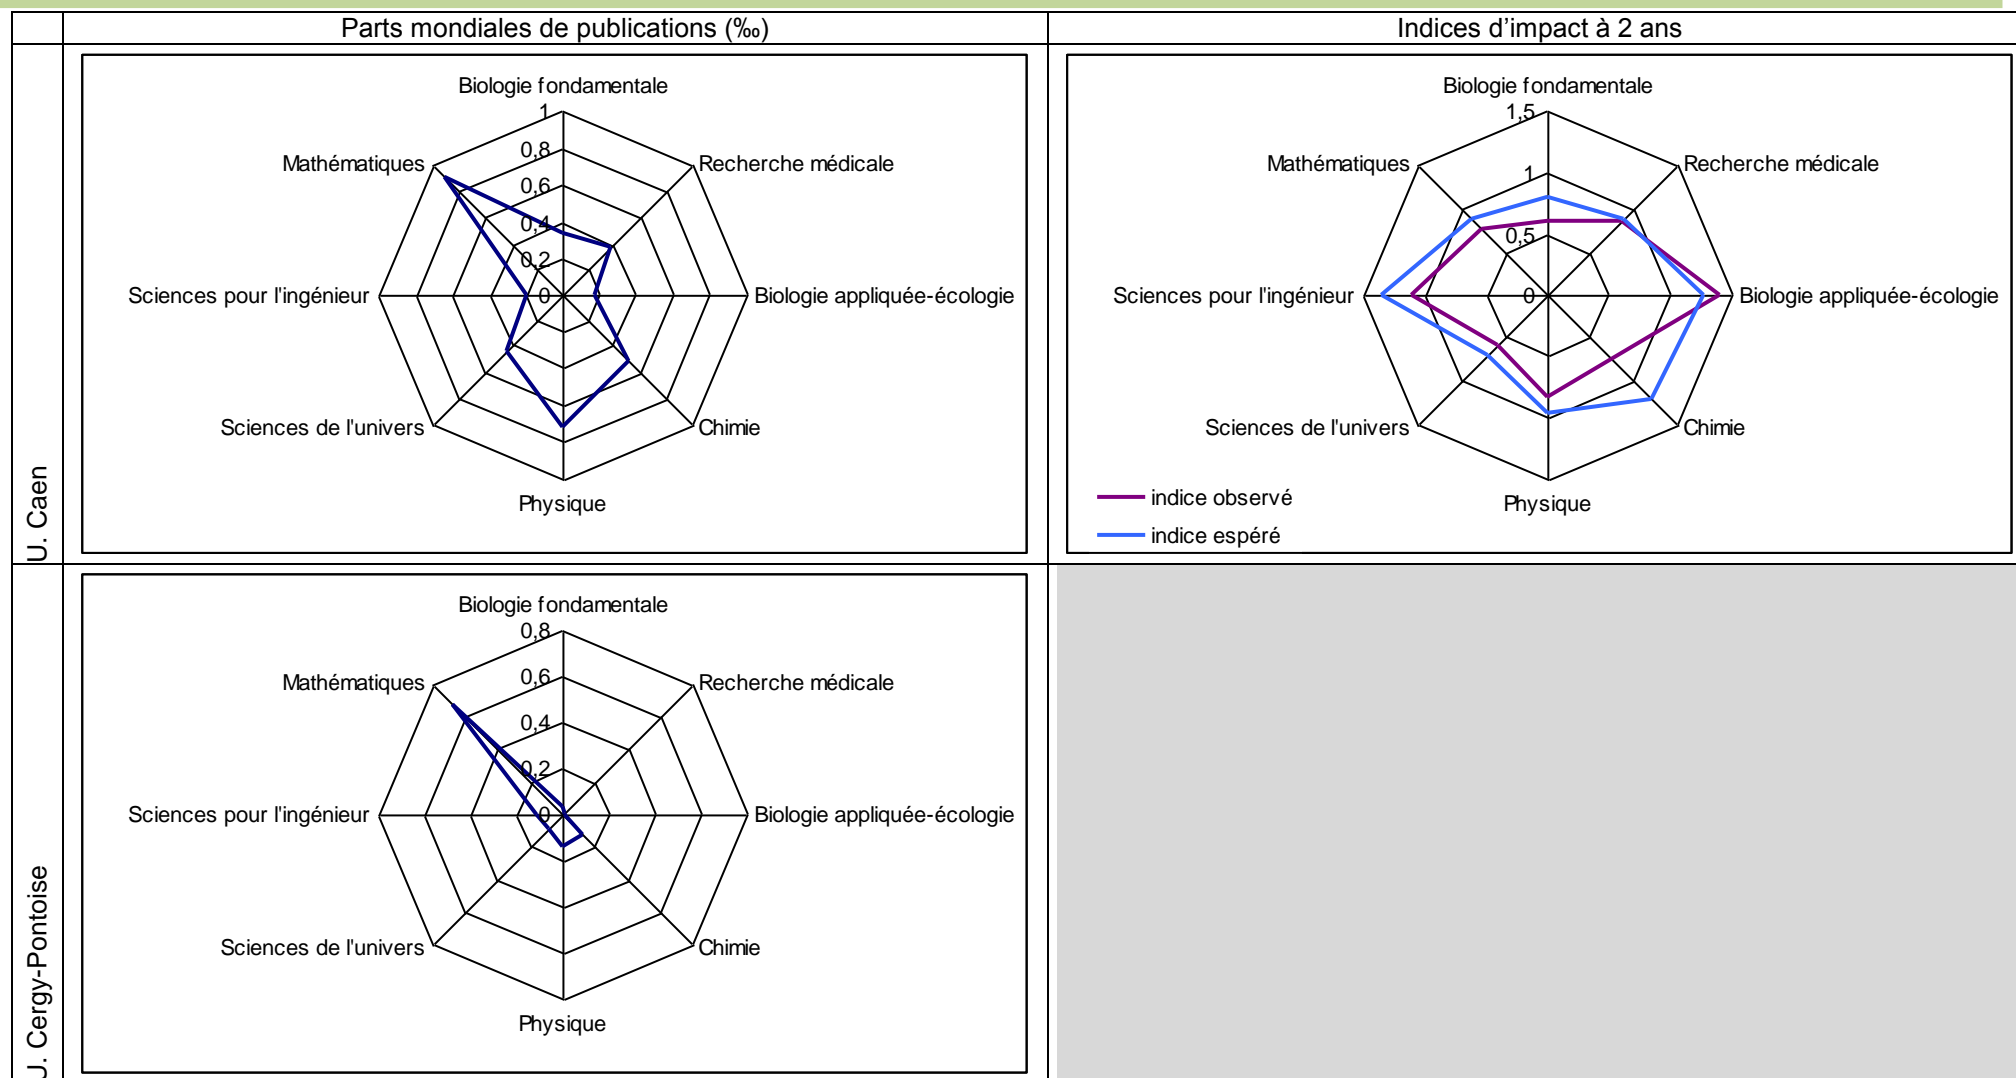 Parts mondiales de publications (‰)
Indices d’impact à 2 ans
U. Caen
Biologie fondamentale
1
0,8
0,6
0,4
0,2
0
Mathématiques
Recherche médicale
Sciences pour l'ingénieur
Biologie appliquée-écologie
Sciences de l'univers
Chimie
Physique
Biologie fondamentale
1,5
1
0,5
0
Mathématiques
Recherche médicale
Sciences pour l'ingénieur
Biologie appliquée-écologie
Sciences de l'univers
Chimie
Physique
indice observé
indice espéré
U. Cergy-Pontoise
Biologie fondamentale
0,8
0,6
0,4
0,2
0
Mathématiques
Recherche médicale
Sciences pour l'ingénieur
Biologie appliquée-écologie
Sciences de l'univers
Chimie
Physique